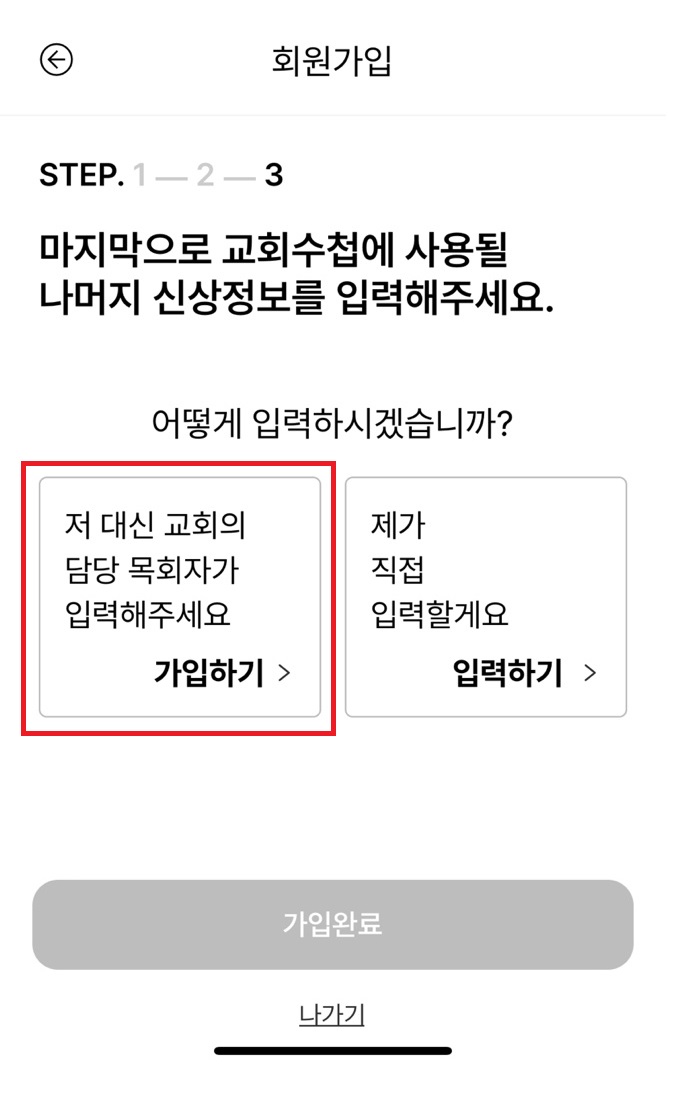 회원가입
STEP. 1 — 2 — 3
마지막으로 교회수첩에 사용될
나머지 신상정보를 입력해주세요.
어떻게 입력하시겠습니까?
저 대신 교회의
담당 목회자가
입력해주세요
가입하기 >
제가
직접
입력할게요
입력하기 >
가입완료
나가기